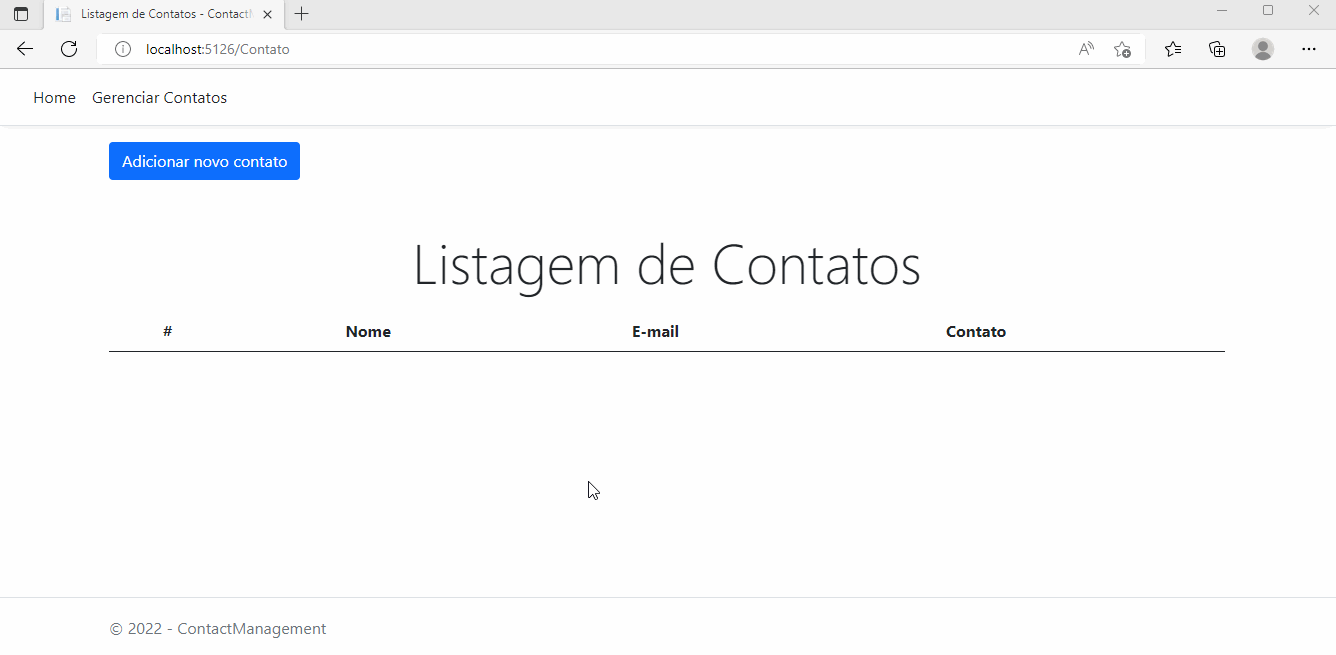 Listagem de Contatos - Contact
localhost:5126/Contato
Home Gerenciar Contatos
Adicionar novo contato
Listagem de Contatos
# Nome E-mail Contato
© 2022 - ContactManagement